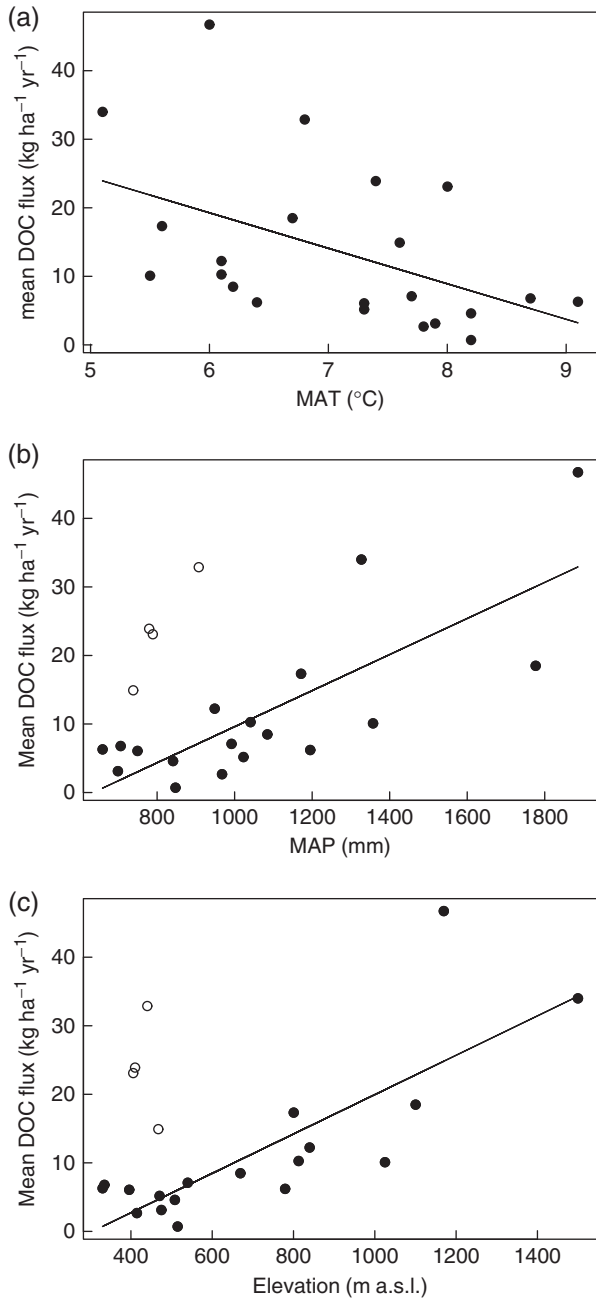 (a)
mean DOC flux (kg ha⁻¹ yr⁻¹)
40
30
20
10
0
5 6 7 8 9
MAT (°C)
(b)
Mean DOC flux (kg ha⁻¹ yr⁻¹)
40
30
20
10
0
800 1000 1200 1400 1600 1800
MAP (mm)
(c)
Mean DOC flux (kg ha⁻¹ yr⁻¹)
40
30
20
10
0
400 600 800 1000 1200 1400
Elevation (m a.s.l.)